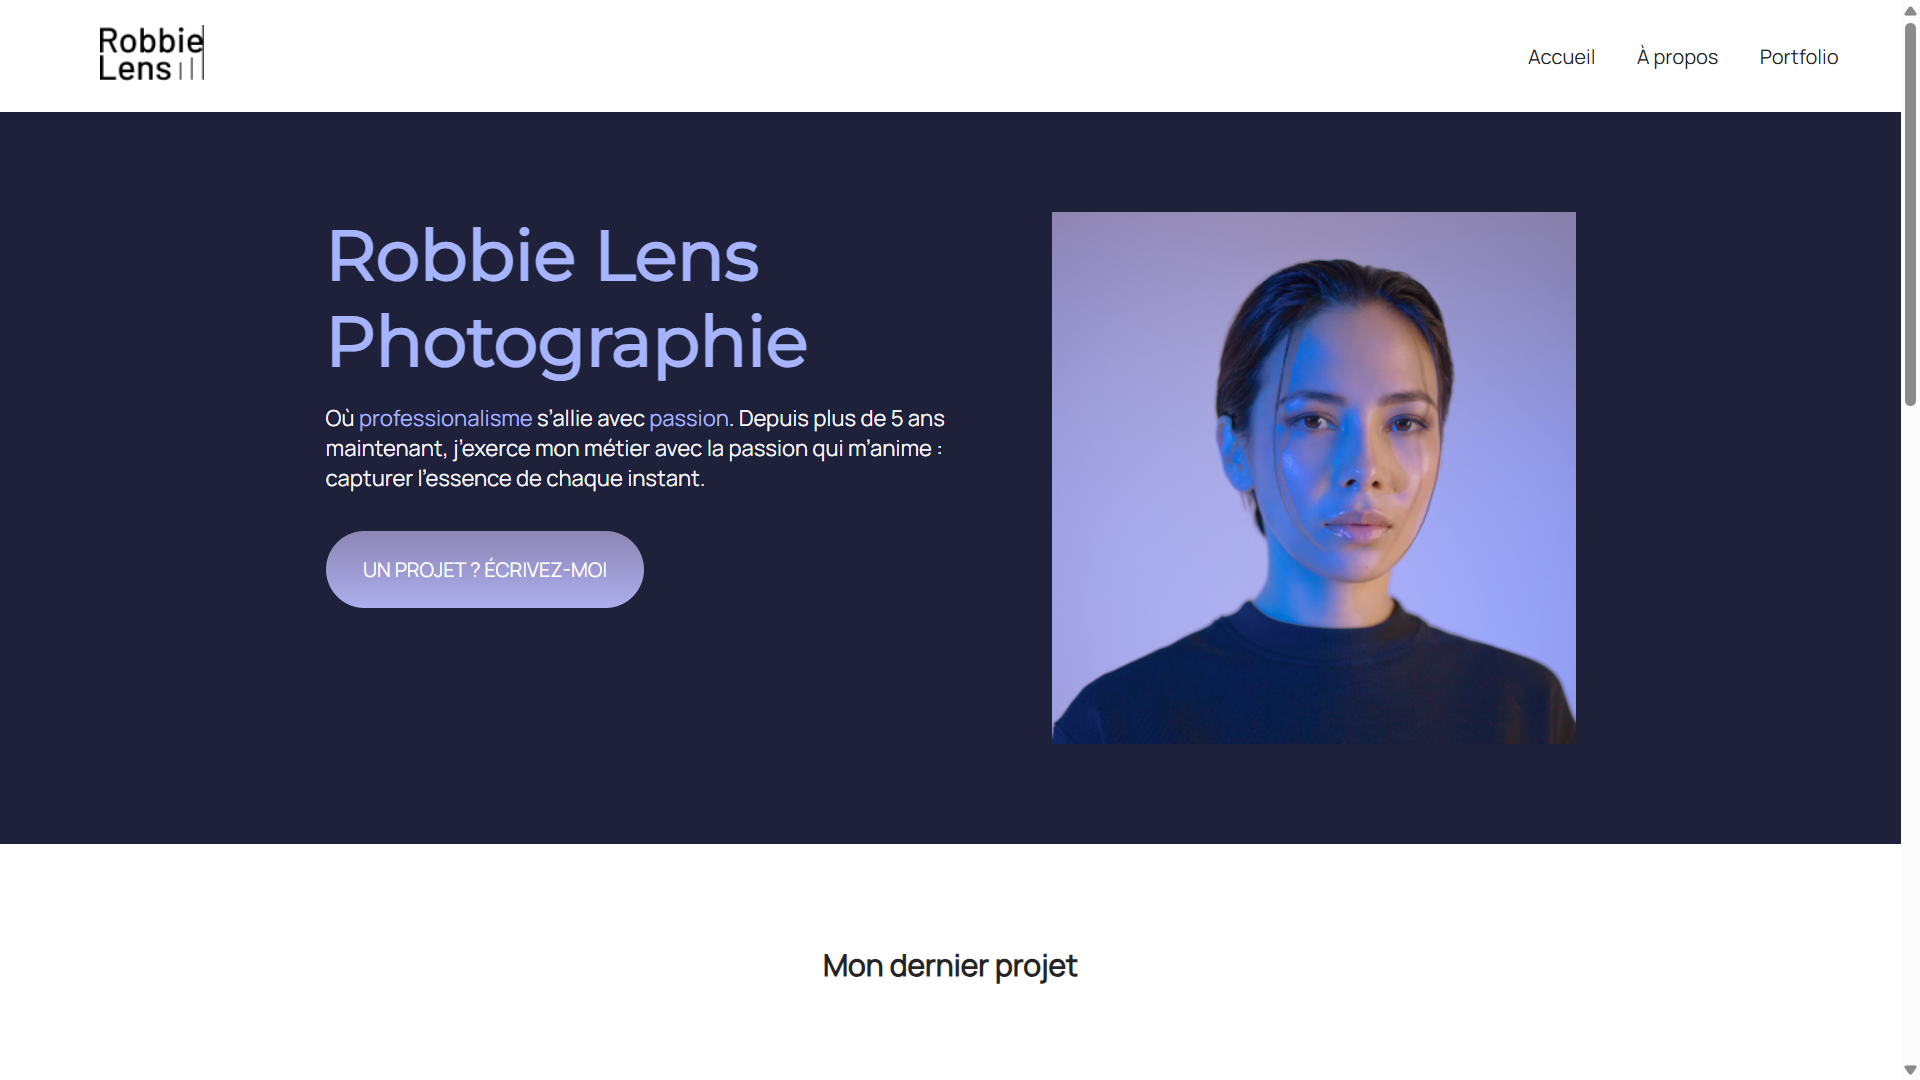 Robbie
Lens
Accueil
À propos
Portfolio
Robbie Lens
Photographie
Où professionalisme s’allie avec passion. Depuis plus de 5 ans
maintenant, j’exerce mon métier avec la passion qui m’anime :
capturer l’essence de chaque instant.
UN PROJET ? ÉCRIVEZ-MOI
Mon dernier projet